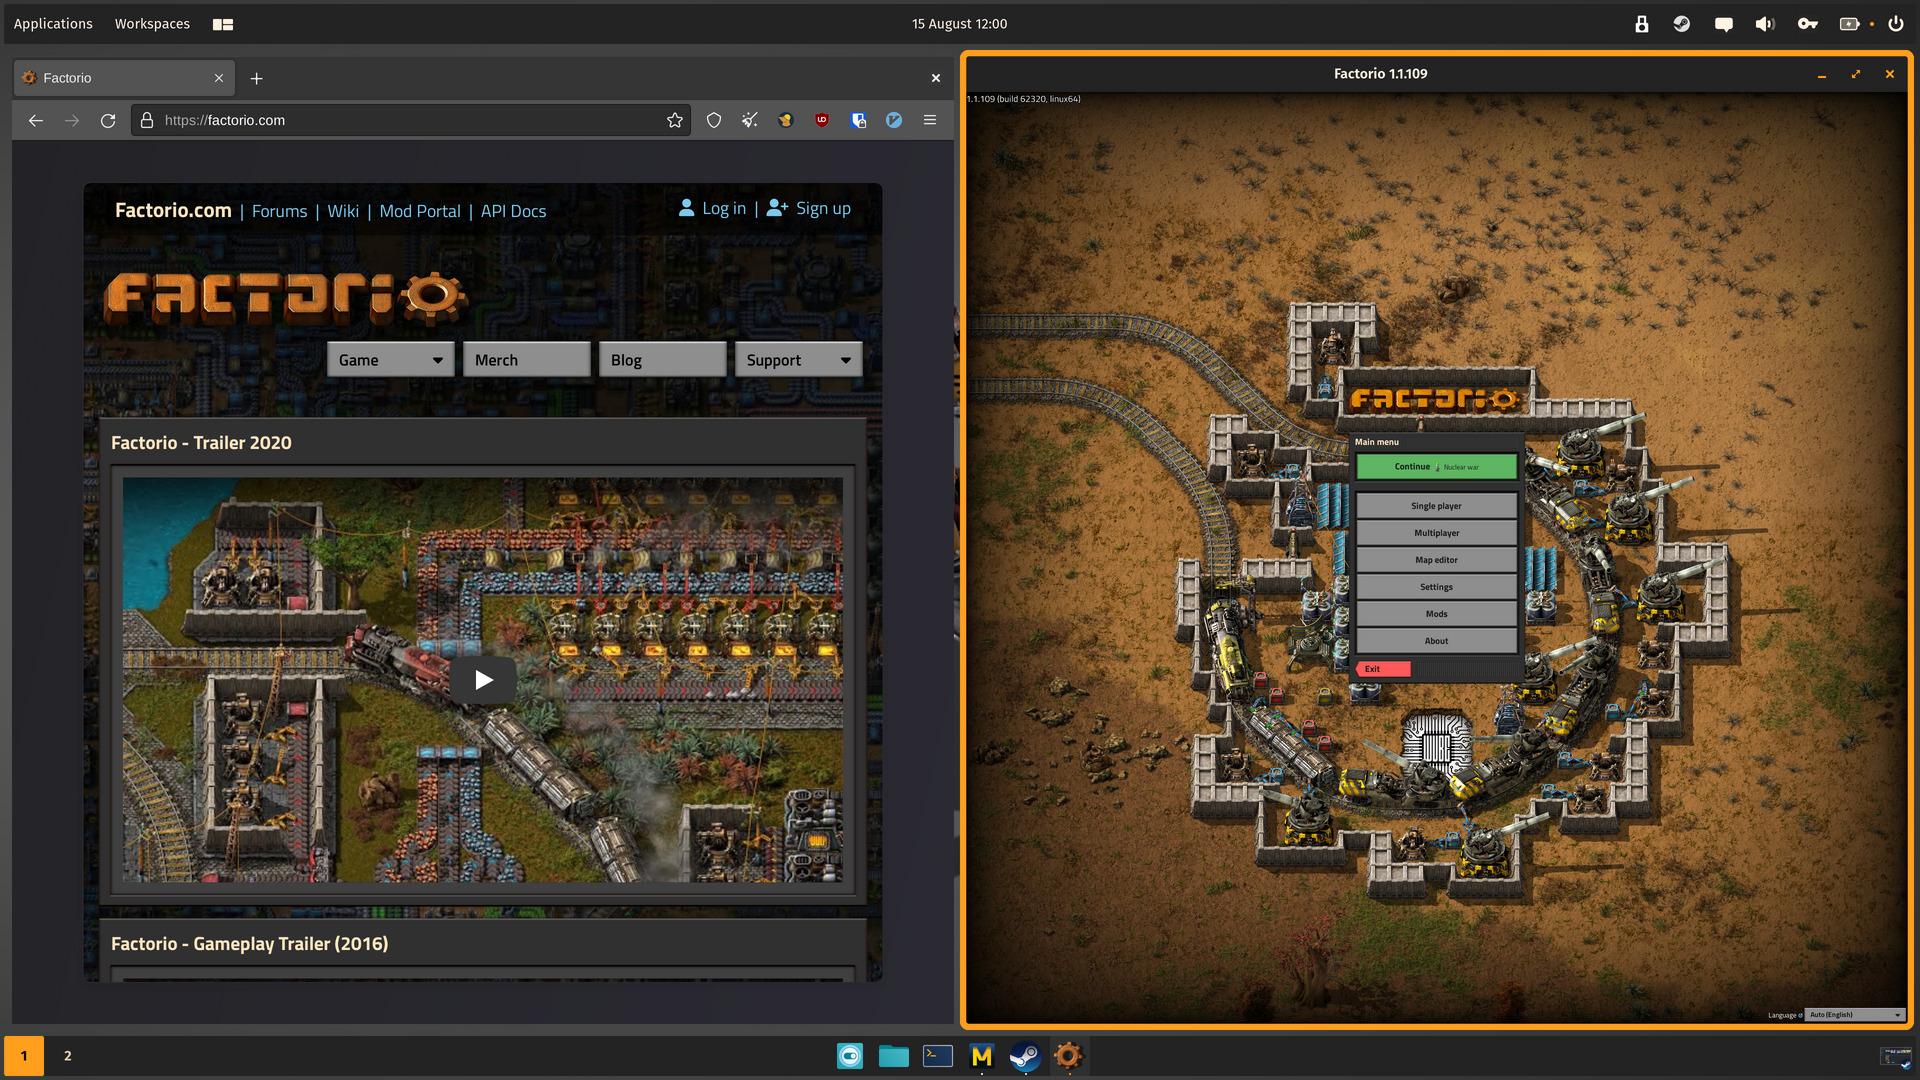 Applications Workspaces 15 August 12:00
Factorio
https://factorio.com
Factorio.com | Forums | Wiki | Mod Portal | API Docs Log in | Sign up
FACTORIO
Game Merch Blog Support
Factorio - Trailer 2020
Factorio - Gameplay Trailer (2016)
Factorio 1.1.109
1.1.109 (build 62320, linux64)
FACTORIO
Main menu
Continue Nuclear war
Single player
Multiplayer
Map editor
Settings
Mods
About
Exit
WUBE
Language Auto (English)
1 2
M